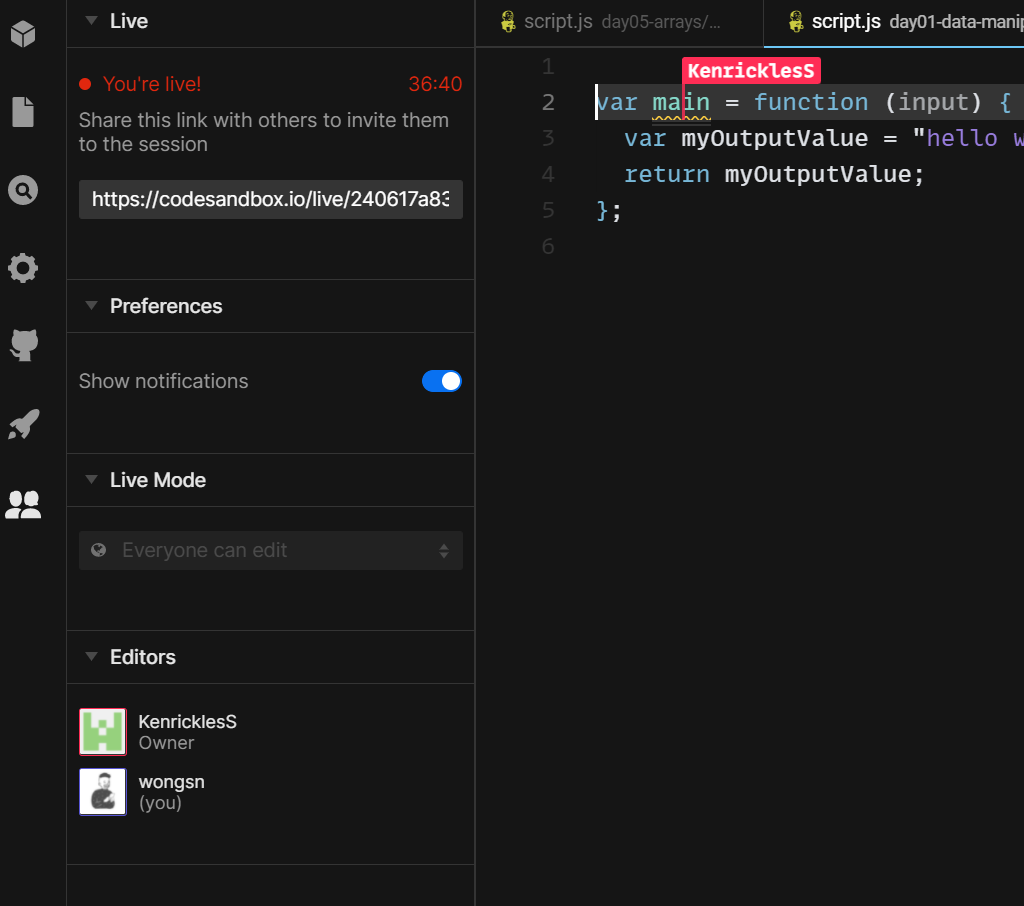 Live
You're live!
36:40
Share this link with others to invite them
to the session
https://codesandbox.io/live/240617a83
Preferences
Show notifications
Live Mode
Everyone can edit
Editors
KenricklesS
Owner
wongsn
(you)
script.js day05-arrays/...
script.js day01-data-manip
KenricklesS
1
2 var main = function (input) {
3 var myOutputValue = "hello w
4 return myOutputValue;
5 };
6